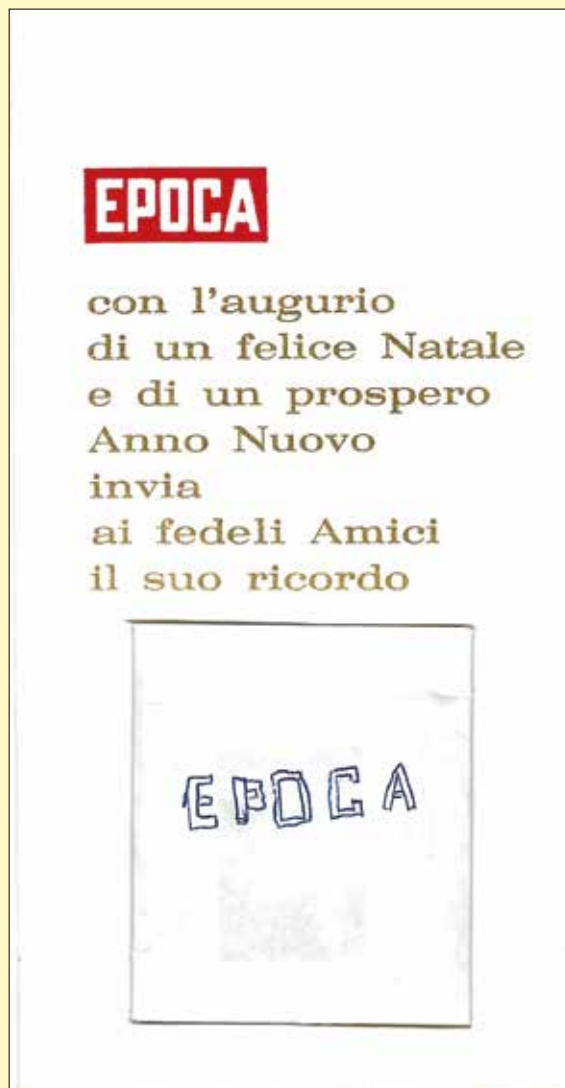 EPOCA
con l'augurio
di un felice Natale
e di un prospero
Anno Nuovo
invia
ai fedeli Amici
il suo ricordo
EPOCA